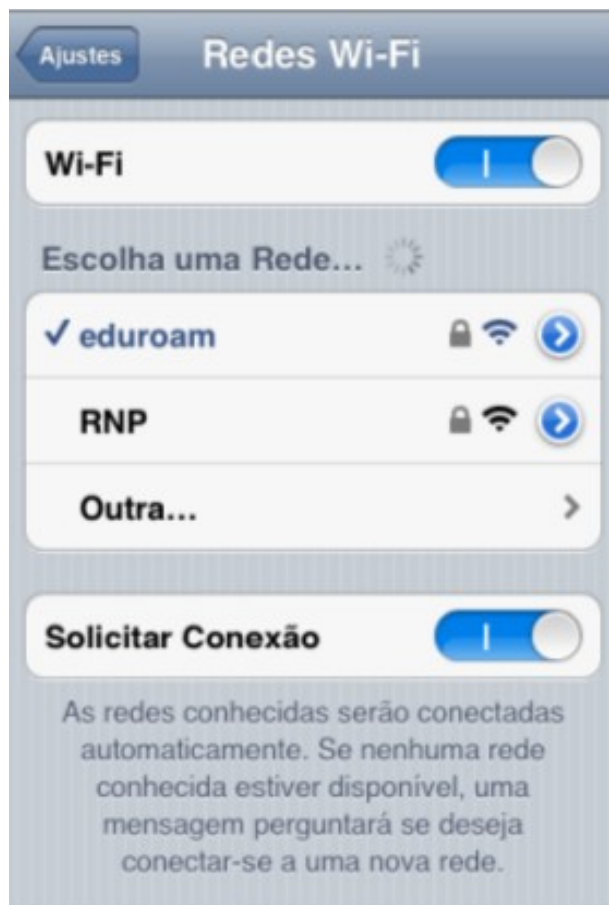 Ajustes Redes Wi-Fi
Wi-Fi
Escolha uma Rede...
eduroam
RNP
Outra...
Solicitar Conexão
As redes conhecidas serão conectadas
automaticamente. Se nenhuma rede
conhecida estiver disponível, uma
mensagem perguntará se deseja
conectar-se a uma nova rede.